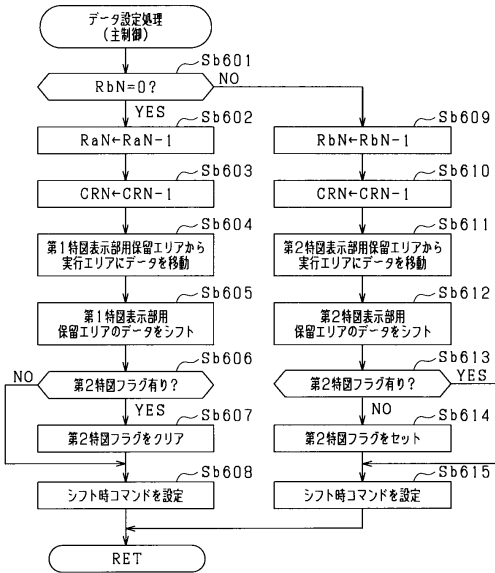 データ設定処理
(主制御)
Sb601
RbN=0?
NO
YES
Sb602
RaN←RaN-1
Sb603
CRN←CRN-1
Sb604
第1特図表示部用保留エリアから
実行エリアにデータを移動
Sb605
第1特図表示部用
保留エリアのデータをシフト
Sb606
NO
第2特図フラグ有り?
YES
Sb607
第2特図フラグをクリア
Sb608
シフト時コマンドを設定
RET
Sb609
RbN←RbN-1
Sb610
CRN←CRN-1
Sb611
第2特図表示部用保留エリアから
実行エリアにデータを移動
Sb612
第2特図表示部用
保留エリアのデータをシフト
Sb613
第2特図フラグ有り?
YES
NO
Sb614
第2特図フラグをセット
Sb615
シフト時コマンドを設定